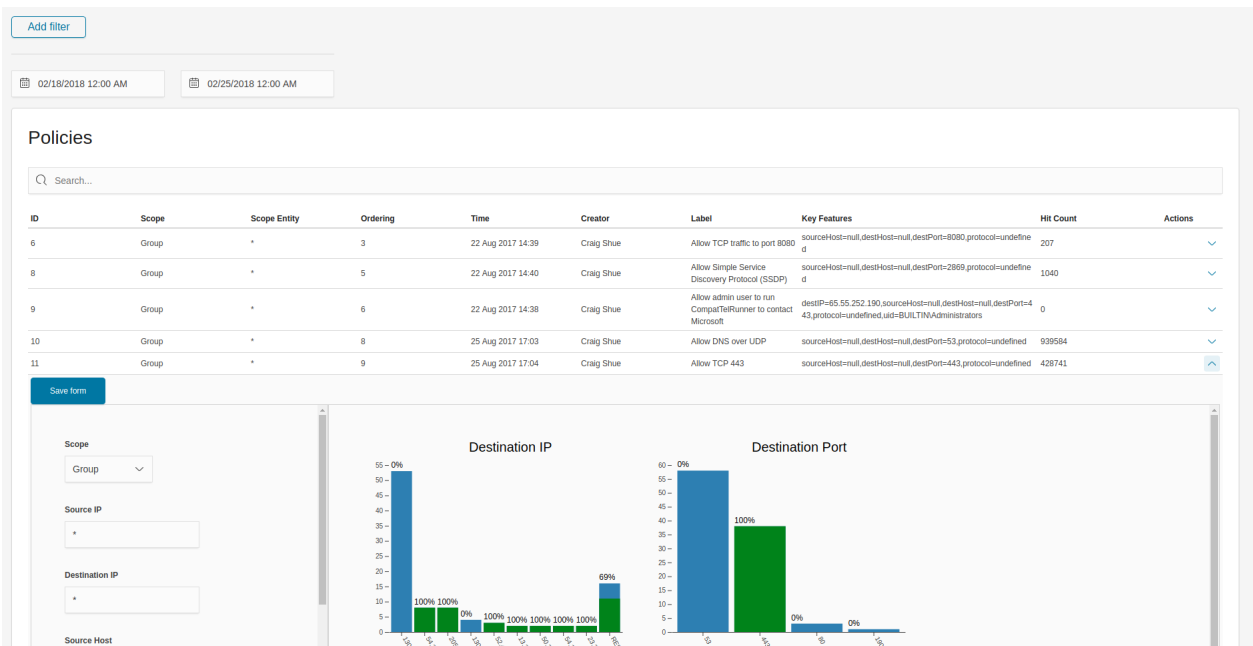 Add filter
02/18/2018 12:00 AM 02/25/2018 12:00 AM
Policies
Search...
ID Scope Scope Entity Ordering Time Creator Label Key Features Hit Count Actions
6 Group * 3 22 Aug 2017 14:39 Craig Shue Allow TCP traffic to port 8080 sourceHost=null,destHost=null,destPort=8080,protocol=undefine
d 207
8 Group * 5 22 Aug 2017 14:40 Craig Shue Allow Simple Service
Discovery Protocol (SSDP) sourceHost=null,destHost=null,destPort=2869,protocol=undefine
d 1040
9 Group * 6 22 Aug 2017 14:38 Craig Shue Allow admin user to run
CompatTelRunner to contact
Microsoft destIP=65.55.252.190,sourceHost=null,destHost=null,destPort=4
43,protocol=undefined,uid=BUILTIN\Administrators 0
10 Group * 8 25 Aug 2017 17:03 Craig Shue Allow DNS over UDP sourceHost=null,destHost=null,destPort=53,protocol=undefined 939584
11 Group * 9 25 Aug 2017 17:04 Craig Shue Allow TCP 443 sourceHost=null,destHost=null,destPort=443,protocol=undefined 428741
Save form
Scope
Group
Source IP
*
Destination IP
*
Source Host
Destination IP
55
50
45
40
35
30
25
20
15
10
5
0
0% 100% 100% 0% 100% 100% 100% 100% 100% 69%
Destination Port
60
55
50
45
40
35
30
25
20
15
10
5
0
0% 100% 0% 0%
53 443 80